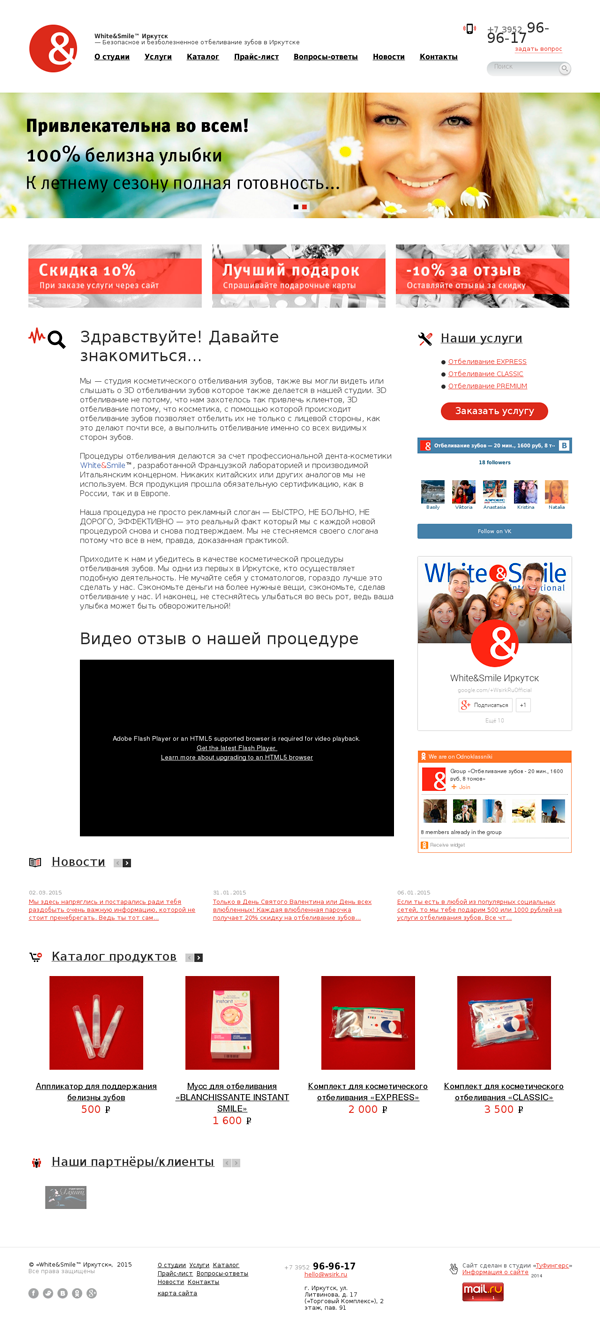 White&Smile™ Иркутск
— Безопасное и безболезненное отбеливание зубов в Иркутске
О студии Услуги Каталог Прайс-лист Вопросы-ответы Новости Контакты
+7 3952 96-96-17
задать вопрос
Поиск
Привлекательна во всем!
100% белизна улыбки
К летнему сезону полная готовность...
Скидка 10%
При заказе услуги через сайт
Лучший подарок
Спрашивайте подарочные карты
-10% за отзыв
Оставляйте отзывы за скидку
Здравствуйте! Давайте
знакомиться...
Мы — студия косметического отбеливания зубов, также вы могли видеть или
слышать о 3D отбеливании зубов которое также делается в нашей студии. 3D
отбеливание не потому, что нам захотелось так привлечь клиентов, 3D
отбеливание потому, что косметика, с помощью которой происходит
отбеливание зубов позволяет отбелить их не только с лицевой стороны, как
это делают почти все, а выполнить отбеливание именно со всех видимых
сторон зубов.
Процедуры отбеливания делаются за счет профессиональной дента-косметики
White&Smile™, разработанной Французкой лабораторией и производимой
Итальянским концерном. Никаких китайских или других аналогов мы не
используем. Вся продукция прошла обязательную сертификацию, как в
России, так и в Европе.
Наша процедура не просто рекламный слоган — БЫСТРО, НЕ БОЛЬНО, НЕ
ДОРОГО, ЭФФЕКТИВНО — это реальный факт который мы с каждой новой
процедурой снова и снова подтверждаем. Мы не стесняемся своего слогана
потому что все в нем, правда, доказанная практикой.
Приходите к нам и убедитесь в качестве косметической процедуры
отбеливания зубов. Мы одни из первых в Иркутске, кто осуществляет
подобную деятельность. Не мучайте себя у стоматологов, гораздо лучше это
сделать у нас. Сэкономьте деньги на более нужные вещи, сэкономьте, сделав
отбеливание у нас. И наконец, не стесняйтесь улыбаться во весь рот, ведь ваша
улыбка может быть обворожительной!
Видео отзыв о нашей процедуре
Adobe Flash Player or an HTML5 supported browser is required for video playback.
Get the latest Flash Player
Learn more about upgrading to an HTML5 browser
Наши услуги
Отбеливание EXPRESS
Отбеливание CLASSIC
Отбеливание PREMIUM
Заказать услугу
Отбеливание зубов — 20 мин., 1600 руб, 8 т–
18 followers
Basily Viktoria Anastasia Kristina Natalia
Follow on VK
White&Smile
international
White&Smile Иркутск
Подписаться +1
Ещё 10
We are on Odnoklassniki
Group «Отбеливание зубов - 20 мин., 1600
руб, 8 тонов»
Join
8 members already in the group
Receive widget
Новости
02.03.2015
Мы здесь напряглись и постарались ради тебя
раздобыть очень важную информацию, которой не
стоит пренебрегать. Ведь ты тот сам...
31.01.2015
Только в День Святого Валентина или День всех
влюбленных! Каждая влюбленная парочка
получает 20% скидку на отбеливание зубов...
06.01.2015
Если ты есть в любой из популярных социальных
сетей, то мы тебе подарим 500 или 1000 рублей на
услуги отбеливания зубов. Все чт...
Каталог продуктов
Аппликатор для поддержания
белизны зубов
500 ₽
Мусс для отбеливания
«BLANCHISSANTE INSTANT
SMILE»
1 600 ₽
Комплект для косметического
отбеливания «EXPRESS»
2 000 ₽
Комплект для косметического
отбеливания «CLASSIC»
3 500 ₽
Наши партнёры/клиенты
© «White&Smile™ Иркутск», 2015
Все права защищены
О студии Услуги Каталог
Прайс-лист Вопросы-ответы
Новости Контакты
карта сайта
+7 3952 96-96-17
hello@wsirk.ru
г. Иркутск, ул.
Литвинова, д. 17
(«Торговый Комплекс»), 2
этаж, пав. 91
Сайт сделан в студии «ТуФингерс»
Информация о сайте 2014
mail.ru